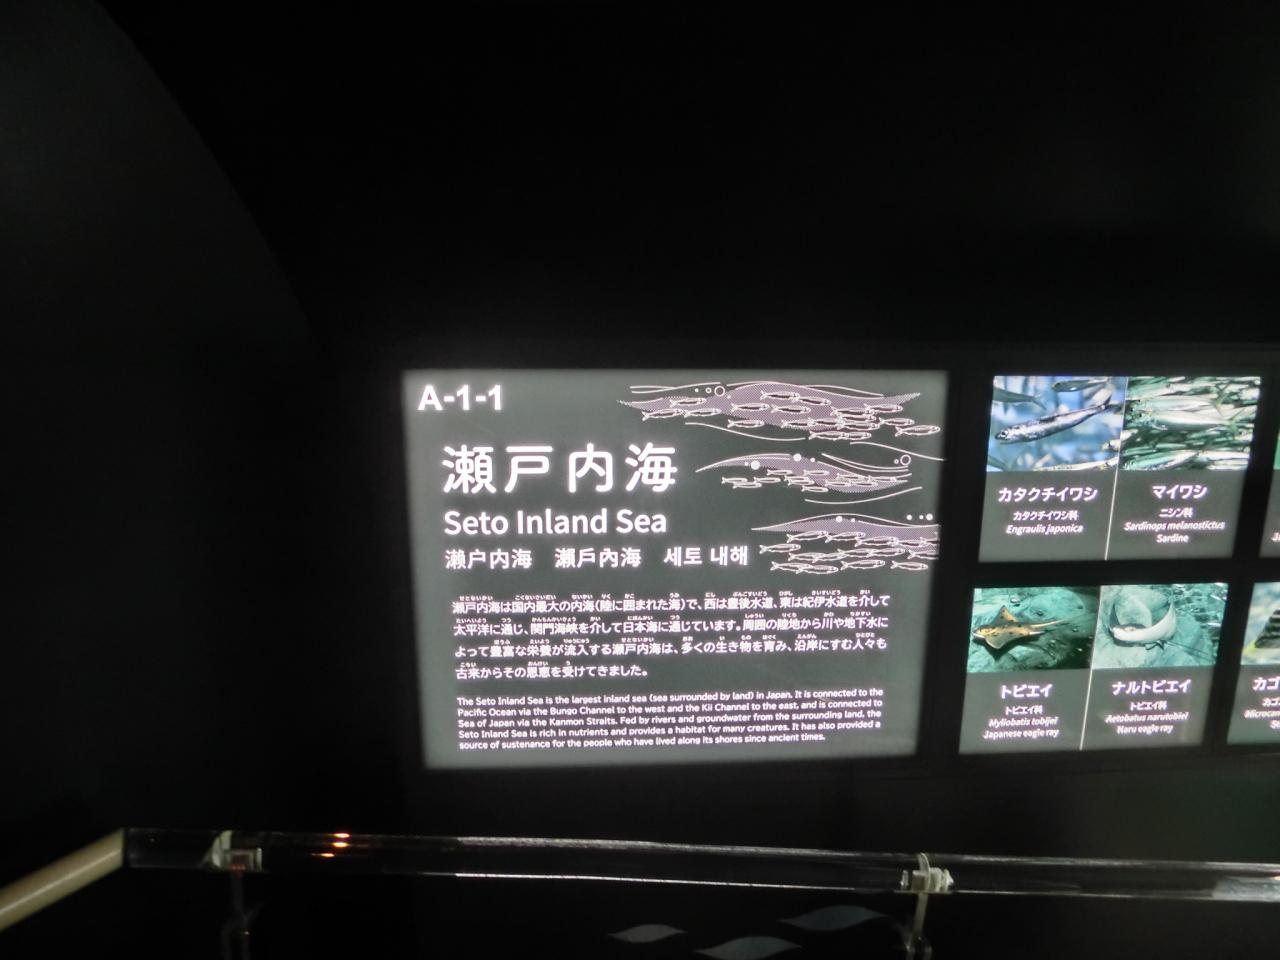 A-1-1
瀬戸内海
Seto Inland Sea
濑户内海 瀨戶內海 세토 내해
瀬戸内海は国内最大の内海(陸に囲まれた海)で、西は豊後水道、東は紀伊水道を介して
太平洋に通じ、関門海峡を介して日本海に通じています。周囲の陸地から川や地下水に
よって豊富な栄養が流入する瀬戸内海は、多くの生き物を育み、沿岸にすむ人々も
古来からその恩恵を受けてきました。
The Seto Inland Sea is the largest inland sea (sea surrounded by land) in Japan. It is connected to the
Pacific Ocean via the Bungo Channel to the west and the Kii Channel to the east, and is connected to
Sea of Japan via the Kanmon Straits. Fed by rivers and groundwater from the surrounding land, the
Seto Inland Sea is rich in nutrients and provides a habitat for many creatures. It has also provided a
source of sustenance for the people who have lived along its shores since ancient times.
カタクチイワシ
カタクチイワシ科
Engraulis japonica
マイワシ
ニシン科
Sardinops melanostictus
Sardine
トビエイ
トビエイ科
Myliobatis tobijei
Japanese eagle ray
ナルトビエイ
トビエイ科
Aetobatus narutobiei
Naru eagle ray